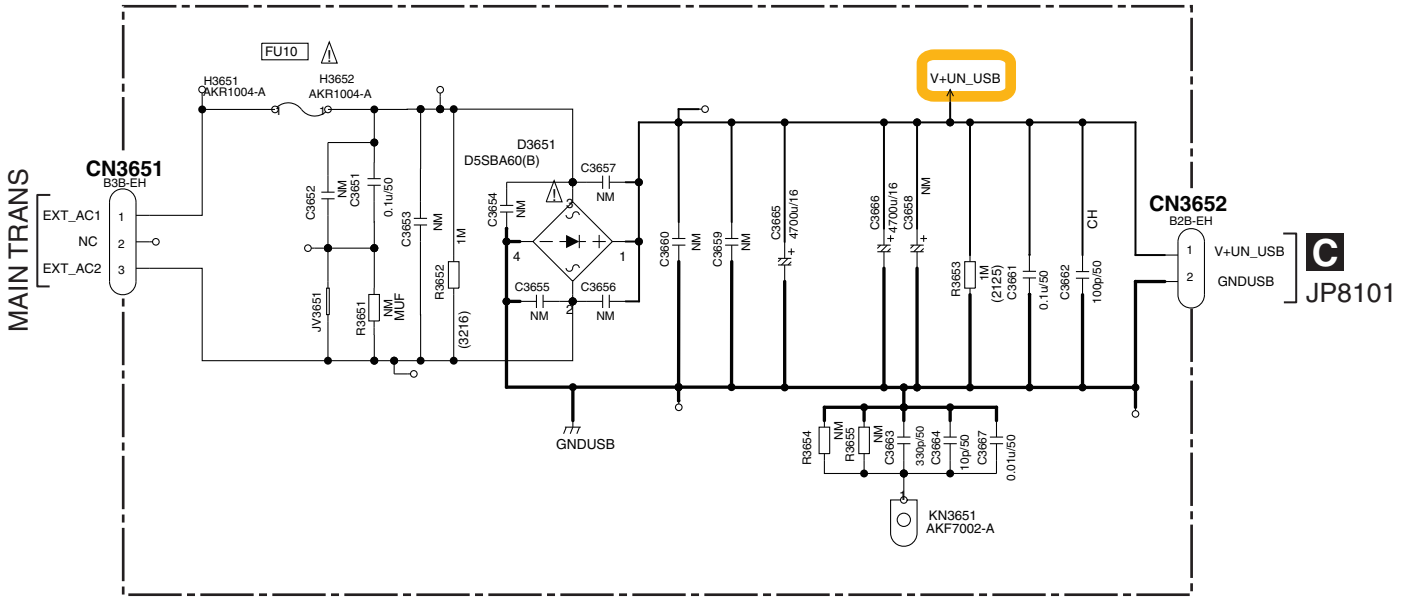 FU10
H3651
AKR1004-A
H3652
AKR1004-A
1
1
V+UN_USB
MAIN TRANS
CN3651
B3B-EH
EXT_AC1
1
NC
2
EXT_AC2
3
C3652
NM
C3651
0.1u/50
JV3651
R3651
NM
MUF
C3653
NM
R3652
1M
(3216)
D3651
D5SBA60(B)
C3654
NM
C3657
NM
3
4
1
2
C3655
NM
C3656
NM
GNDUSB
C3660
NM
C3659
NM
C3665
4700u/16
+
C3666
4700u/16
+
C3658
NM
+
R3653
1M
(2125)
C3661
0.1u/50
C3662
100p/50
CH
CN3652
B2B-EH
1
V+UN_USB
2
GNDUSB
C
JP8101
R3654
NM
R3655
NM
C3663
330p/50
C3664
10p/50
C3667
0.01u/50
1
KN3651
AKF7002-A